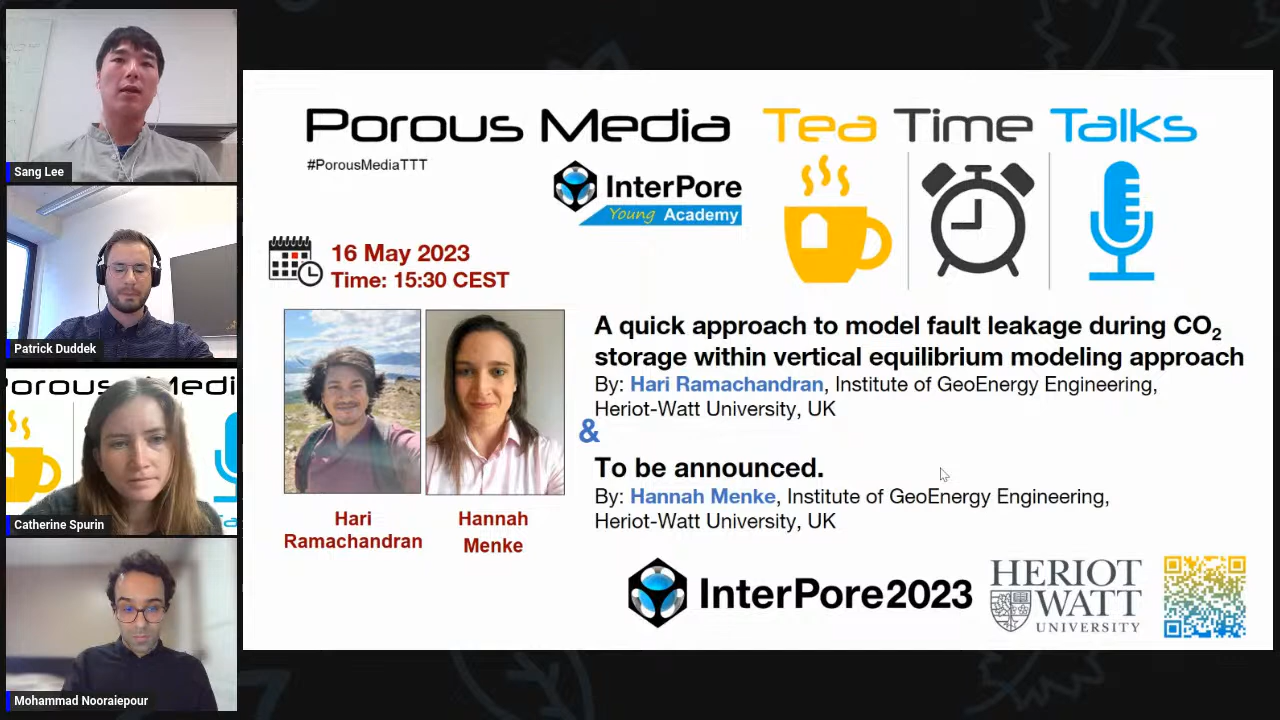 Sang Lee
Patrick Duddek
Porous Medi
Catherine Spurin
Mohammad Nooraiepour
Porous Media Tea Time Talks
#PorousMediaTTT
InterPore
Young Academy
16 May 2023
Time: 15:30 CEST
A quick approach to model fault leakage during CO₂
storage within vertical equilibrium modeling approach
By: Hari Ramachandran, Institute of GeoEnergy Engineering,
Heriot-Watt University, UK
&
To be announced.
By: Hannah Menke, Institute of GeoEnergy Engineering,
Heriot-Watt University, UK
Hari
Ramachandran
Hannah
Menke
InterPore2023
HERIOT
WATT
UNIVERSITY